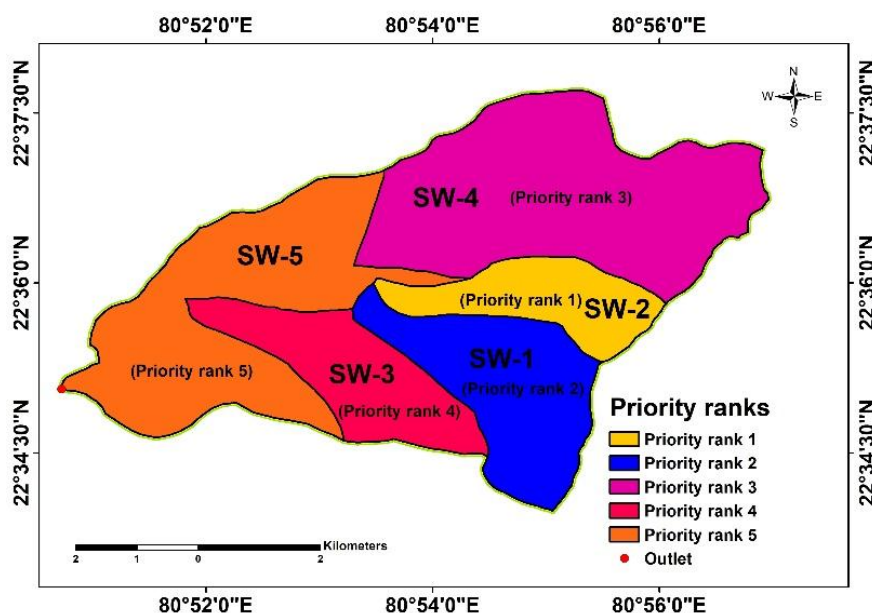 80°52'0"E 80°54'0"E 80°56'0"E
22°37'30"N 22°37'30"N
N
W E
S
SW-4 (Priority rank 3)
SW-5
22°36'0"N 22°36'0"N
(Priority rank 1) SW-2
SW-1
(Priority rank 5) SW-3 (Priority rank 2)
(Priority rank 4)
22°34'30"N 22°34'30"N
Priority ranks
Priority rank 1
Priority rank 2
Priority rank 3
Priority rank 4
Priority rank 5
Outlet
Kilometers
2 1 0 2
80°52'0"E 80°54'0"E 80°56'0"E